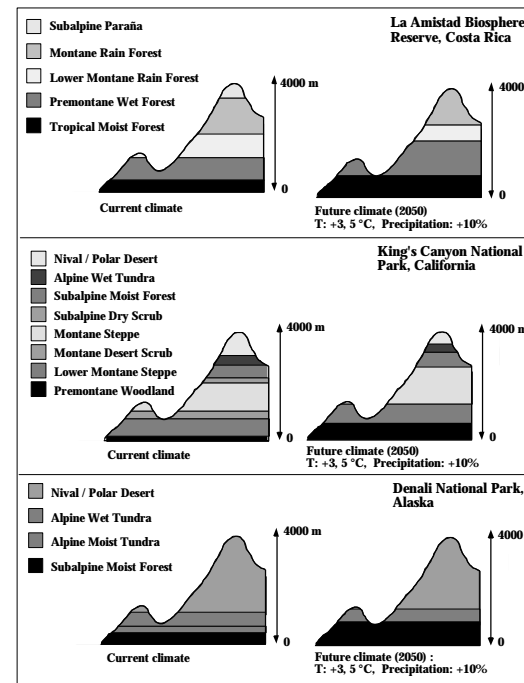 La Amistad Biosphere
Reserve, Costa Rica
Subalpine Paraña
Montane Rain Forest
Lower Montane Rain Forest
Premontane Wet Forest
Tropical Moist Forest
4000 m
0
4000 m
0
Current climate
Future climate (2050)
T: +3, 5 °C, Precipitation: +10%
King's Canyon National
Park, California
Nival / Polar Desert
Alpine Wet Tundra
Subalpine Moist Forest
Subalpine Dry Scrub
Montane Steppe
Montane Desert Scrub
Lower Montane Steppe
Premontane Woodland
4000 m
0
4000 m
0
Current climate
Future climate (2050)
T: +3, 5 °C, Precipitation: +10%
Denali National Park,
Alaska
Nival / Polar Desert
Alpine Wet Tundra
Alpine Moist Tundra
Subalpine Moist Forest
4000 m
0
4000 m
0
Current climate
Future climate (2050) :
T: +3, 5 °C, Precipitation: +10%